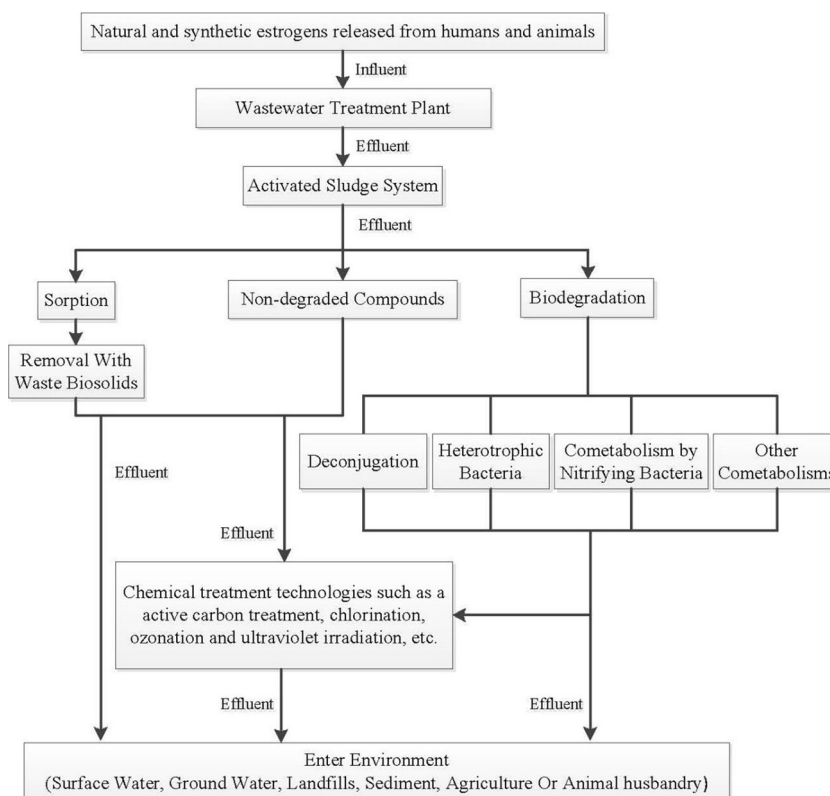 Natural and synthetic estrogens released from humans and animals
Influent
Wastewater Treatment Plant
Effluent
Activated Sludge System
Effluent
Sorption
Non-degraded Compounds
Biodegradation
Removal With
Waste Biosolids
Deconjugation
Heterotrophic
Bacteria
Cometabolism by
Nitrifying Bacteria
Other
Cometabolisms
Effluent
Effluent
Chemical treatment technologies such as a
active carbon treatment, chlorination,
ozonation and ultraviolet irradiation, etc.
Effluent
Effluent
Enter Environment
(Surface Water, Ground Water, Landfills, Sediment, Agriculture Or Animal husbandry)